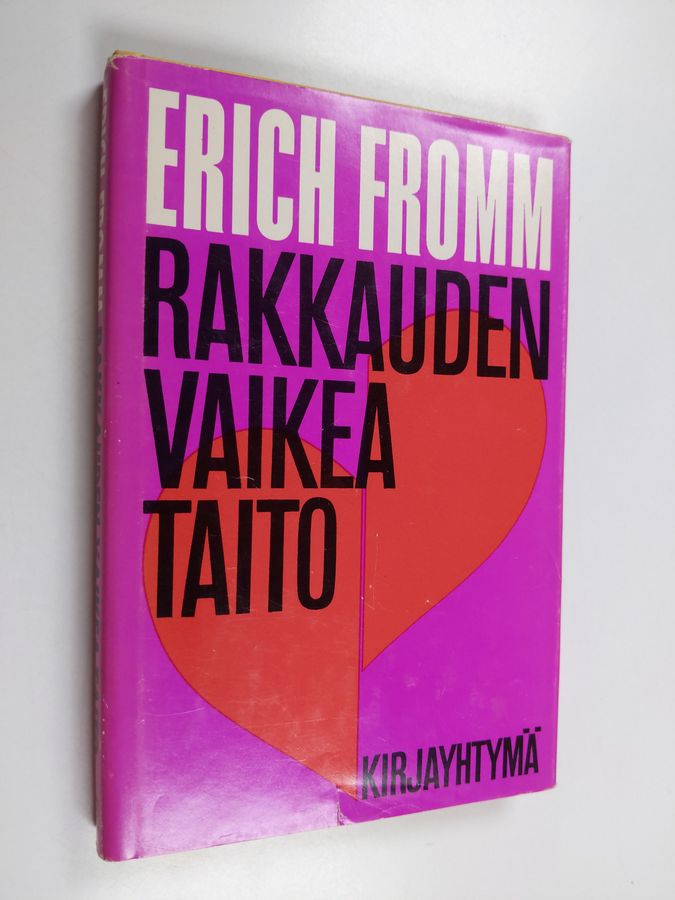 ERICH FROMM
RAKKAUDEN
VAIKEA
TAITO
KIRJAYHTYMÄ